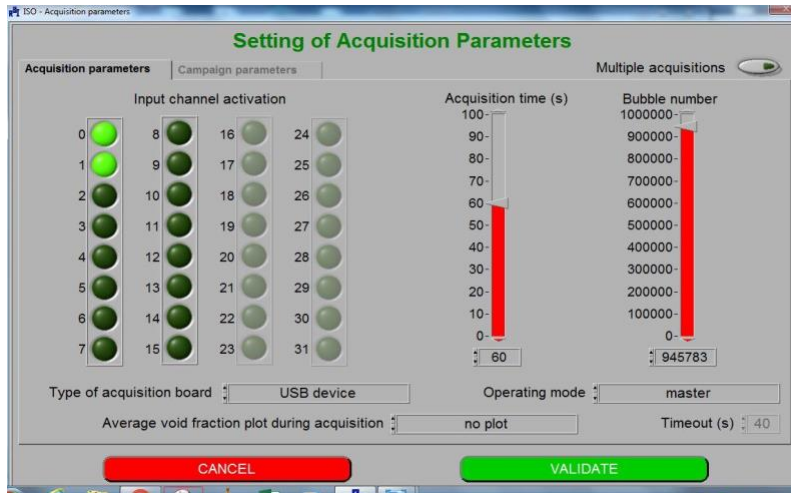 ISO - Acquisition parameters
Setting of Acquisition Parameters
Acquisition parameters Campaign parameters Multiple acquisitions
Input channel activation Acquisition time (s) Bubble number
100- 1000000-
0 8 16 24 90- 900000-
1 9 17 25 80- 800000-
2 10 18 26 70- 700000-
3 11 19 27 60- 600000-
50- 500000-
4 12 20 28 40- 400000-
5 13 21 29 30- 300000-
20- 200000-
6 14 22 30 10- 100000-
7 15 23 31 0- 0-
60 945783
Type of acquisition board USB device Operating mode master
Average void fraction plot during acquisition no plot Timeout (s) 40
CANCEL VALIDATE